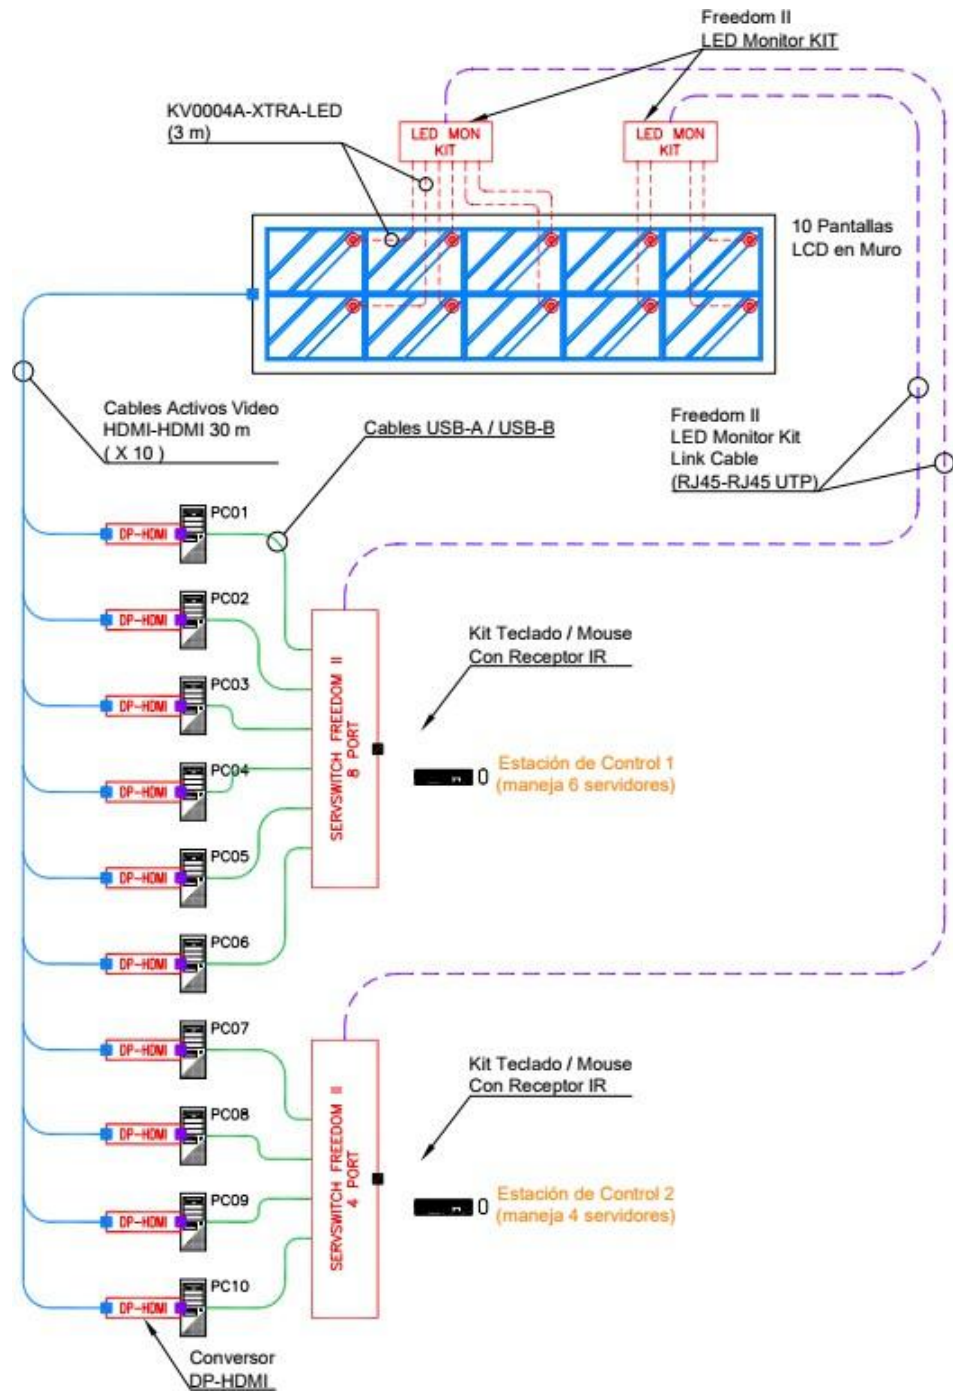 Freedom II
LED Monitor KIT
KV0004A-XTRA-LED
(3 m)
LED MON
KIT
LED MON
KIT
10 Pantallas
LCD en Muro
Cables Activos Video
HDMI-HDMI 30 m
( X 10 )
Cables USB-A / USB-B
Freedom II
LED Monitor Kit
Link Cable
(RJ45-RJ45 UTP)
DP-HDMI
PC01
DP-HDMI
PC02
DP-HDMI
PC03
DP-HDMI
PC04
DP-HDMI
PC05
DP-HDMI
PC06
SERVSWITCH FREEDOM II
8 PORT
Kit Teclado / Mouse
Con Receptor IR
Estación de Control 1
(maneja 6 servidores)
DP-HDMI
PC07
DP-HDMI
PC08
DP-HDMI
PC09
DP-HDMI
PC10
SERVSWITCH FREEDOM II
4 PORT
Kit Teclado / Mouse
Con Receptor IR
Estación de Control 2
(maneja 4 servidores)
Conversor
DP-HDMI